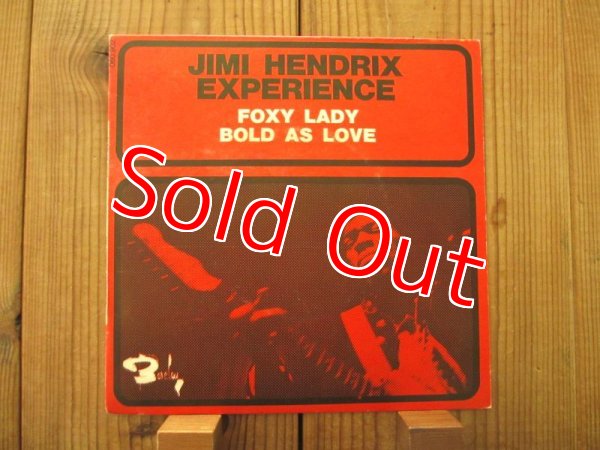 JIMI HENDRIX
EXPERIENCE
FOXY LADY
BOLD AS LOVE
Sold Out
Barclay